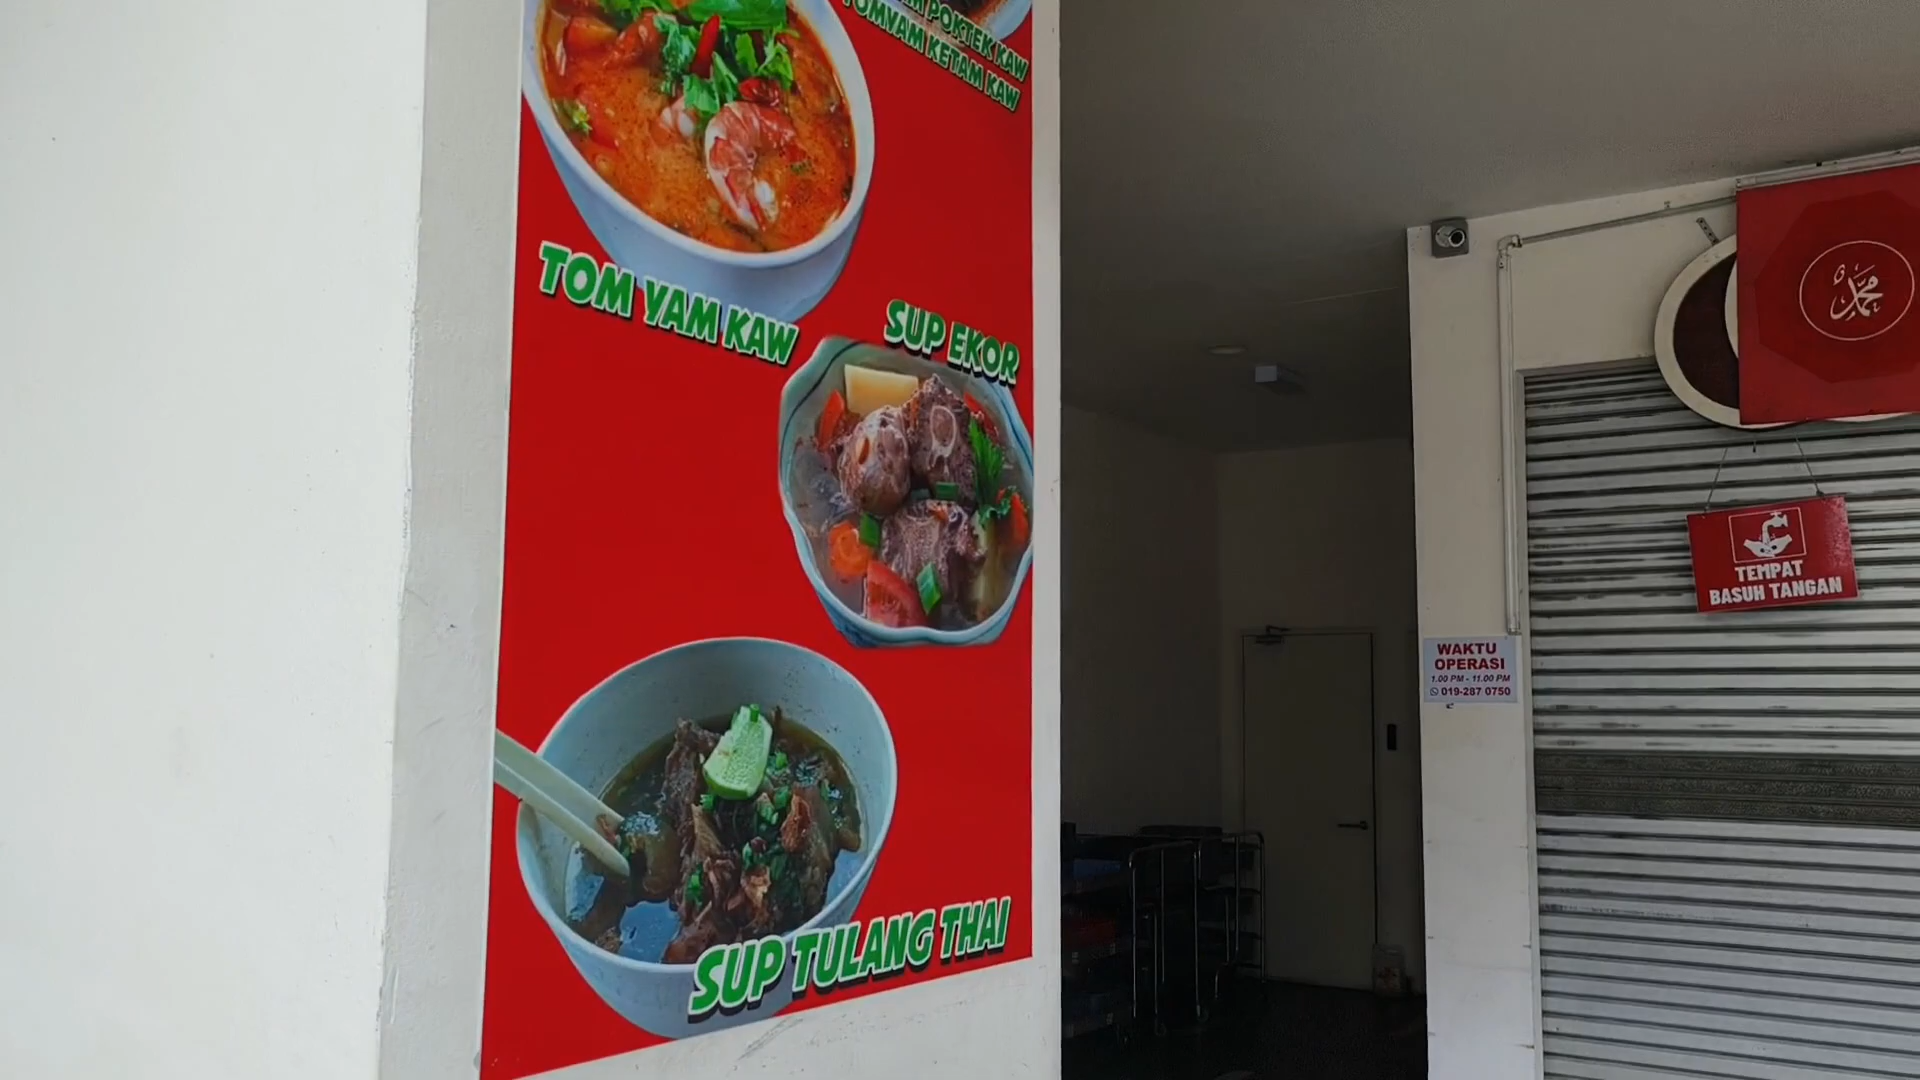 POKTEK KAW
TOMYAM KETAM KAW
TOM YAM KAW
SUP EKOR
SUP TULANG THAI
محمد
TEMPAT
BASUH TANGAN
WAKTU
OPERASI
1.00 PM - 11.00 PM
019-287 0750